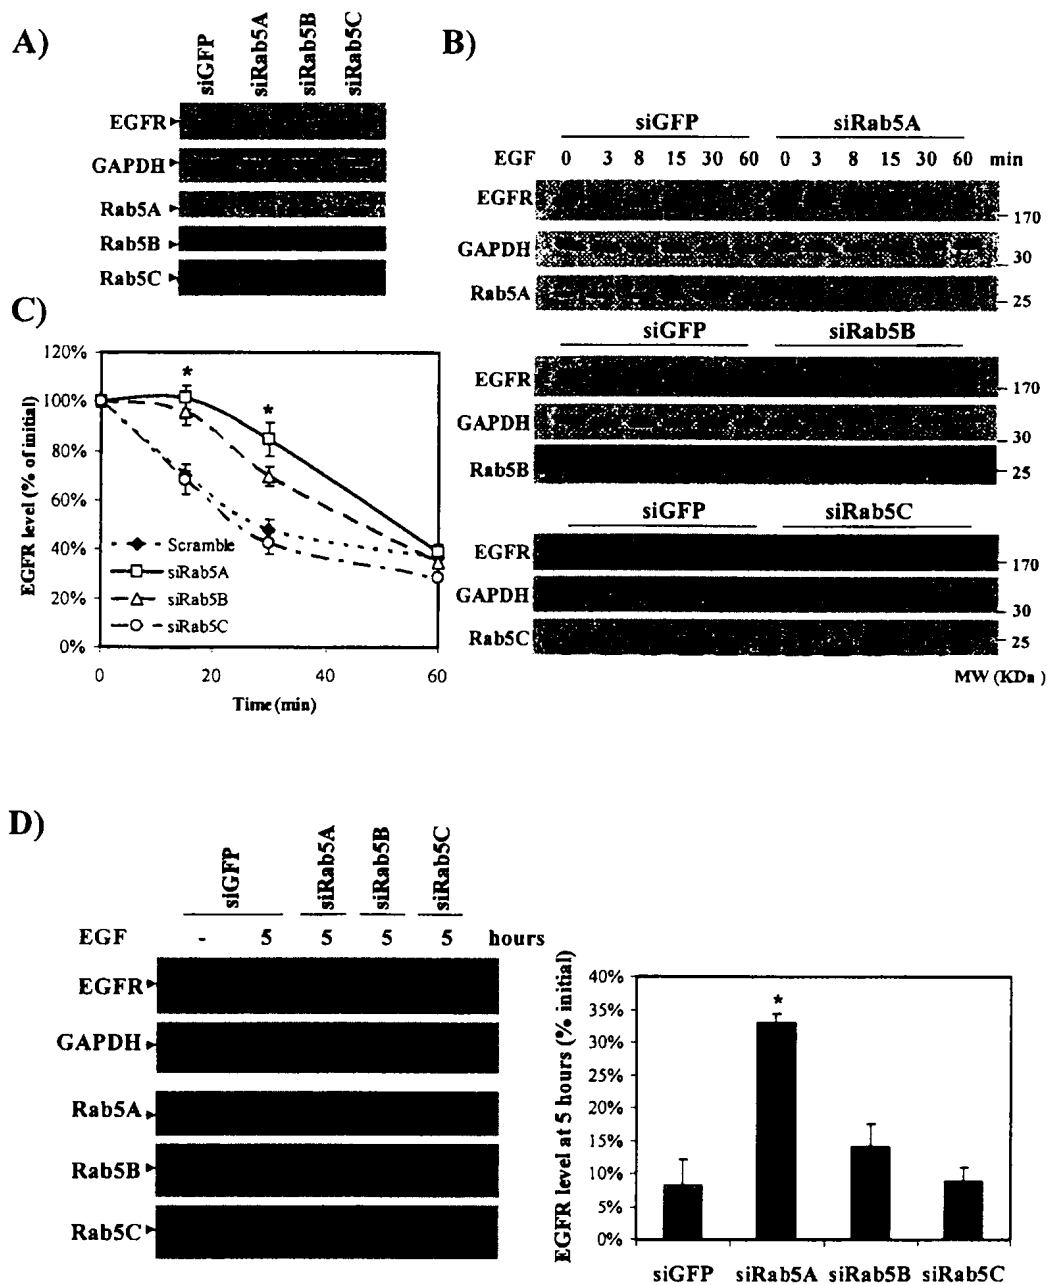 A)
siGFP
siRab5A
siRab5B
siRab5C
EGFR
GAPDH
Rab5A
Rab5B
Rab5C
B)
siGFP siRab5A
EGF 0 3 8 15 30 60 0 3 8 15 30 60 min
EGFR
170
GAPDH
30
Rab5A
25
siGFP siRab5B
EGFR
170
GAPDH
30
Rab5B
25
siGFP siRab5C
EGFR
170
GAPDH
30
Rab5C
25
MW (KDa )
C)
EGFR level (% of initial)
120%
100%
80%
60%
40%
20%
0%
*
*
Scramble
siRab5A
siRab5B
siRab5C
0 20 40 60
Time (min)
D)
siGFP
siRab5A
siRab5B
siRab5C
EGF - 5 5 5 5 hours
EGFR
GAPDH
Rab5A
Rab5B
Rab5C
EGFR level at 5 hours (% initial)
40%
35%
30%
25%
20%
15%
10%
5%
0%
*
siGFP siRab5A siRab5B siRab5C